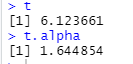 > t
[1] 6.123661
> t.alpha
[1] 1.644854